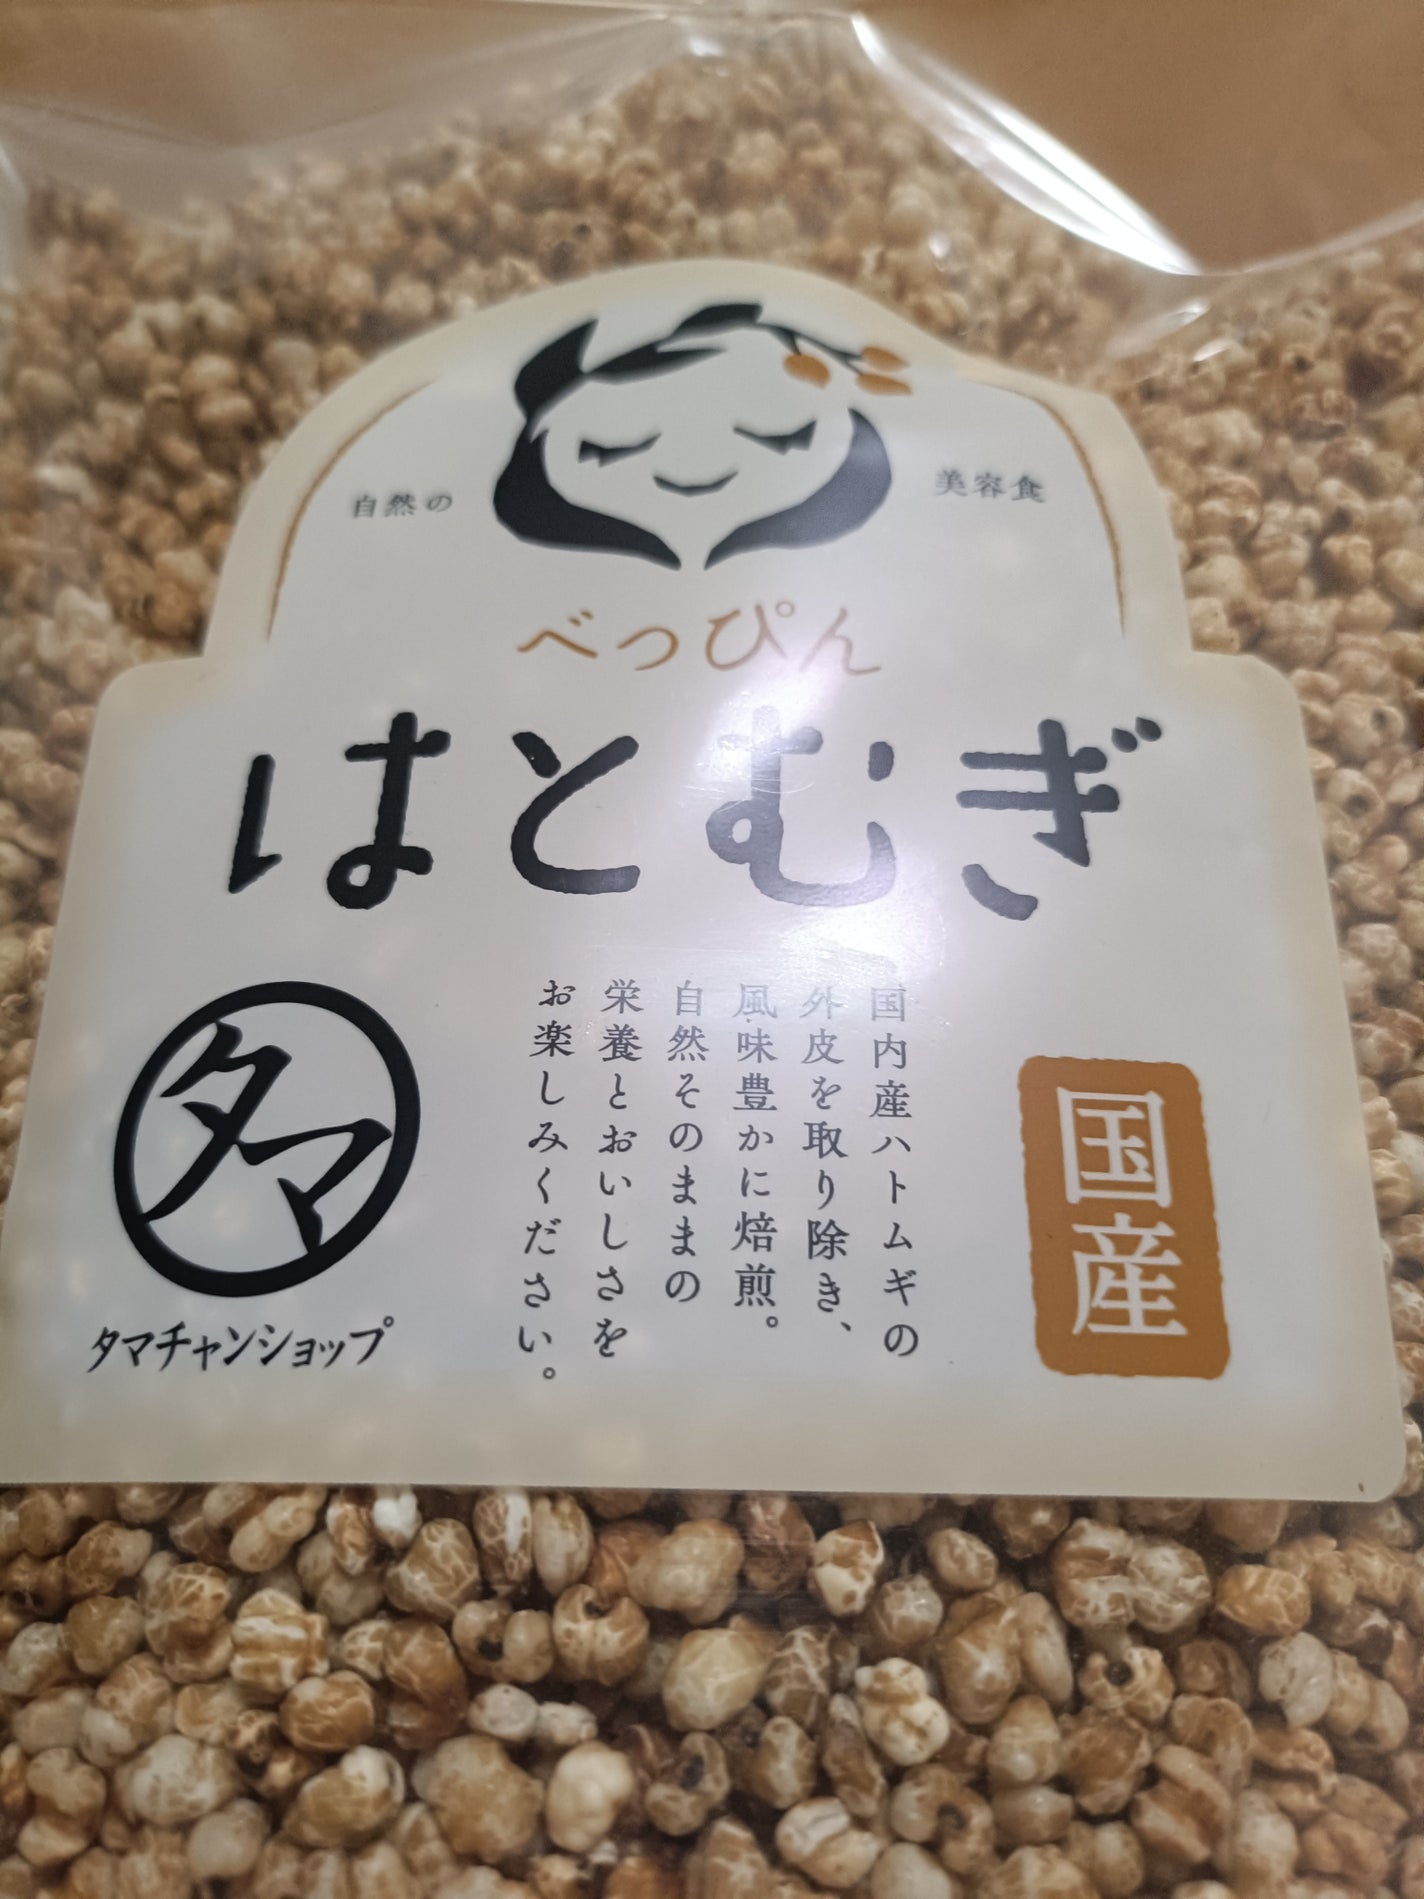 自然の
美容食
べっぴん
はとむぎ
国内産ハトムギの
外皮を取り除き、
風味豊かに焙煎。
自然そのままの
栄養とおいしさを
お楽しみください。
国産
タマ
タマチャンショップ